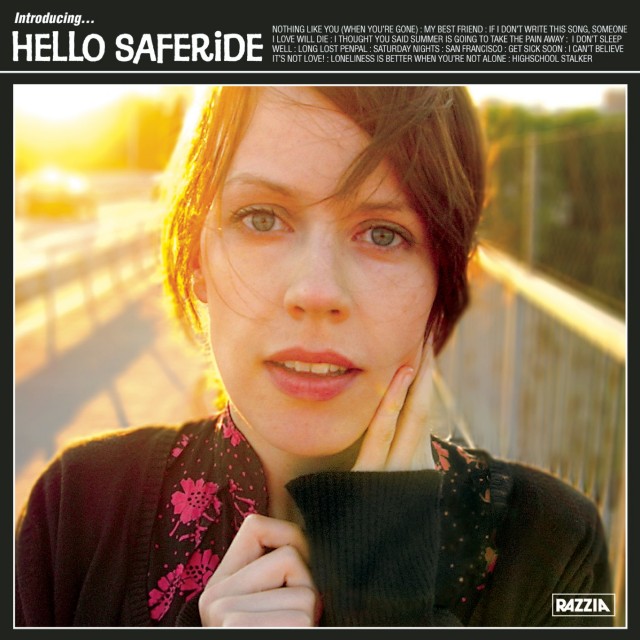 Introducing...
HELLO SAFERiDE
NOTHING LIKE YOU (WHEN YOU'RE GONE) : MY BEST FRIEND : IF I DON'T WRITE THIS SONG, SOMEONE
I LOVE WILL DIE : I THOUGHT YOU SAID SUMMER IS GOING TO TAKE THE PAIN AWAY : I DON'T SLEEP
WELL : LONG LOST PENPAL : SATURDAY NIGHTS : SAN FRANCISCO : GET SICK SOON : I CAN'T BELIEVE
IT'S NOT LOVE! : LONELINESS IS BETTER WHEN YOU'RE NOT ALONE : HIGHSCHOOL STALKER
RAZZIA